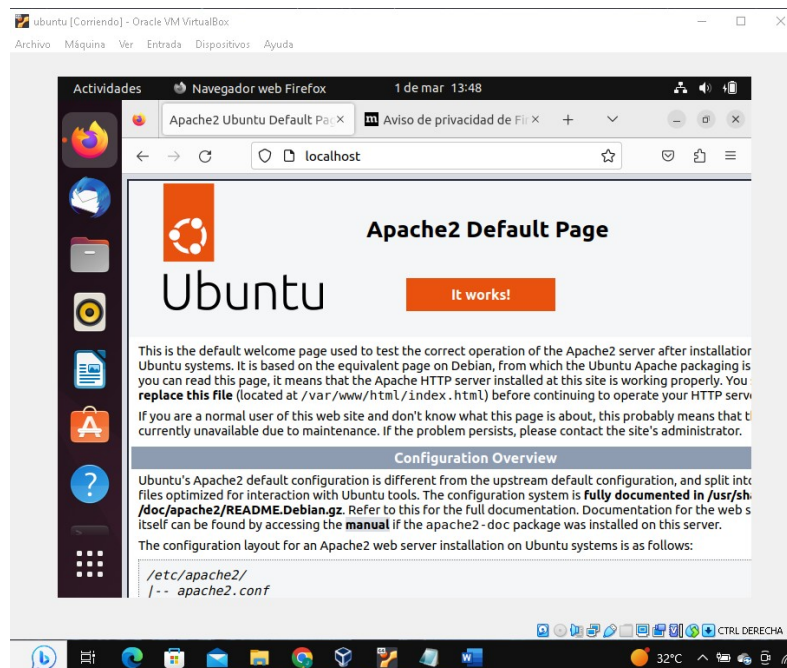 ubuntu [Corriendo] - Oracle VM VirtualBox
Archivo Máquina Ver Entrada Dispositivos Ayuda
Actividades Navegador web Firefox 1 de mar 13:48
Apache2 Ubuntu Default Pag Aviso de privacidad de Fir
localhost
Ubuntu
Apache2 Default Page
It works!
This is the default welcome page used to test the correct operation of the Apache2 server after installation
Ubuntu systems. It is based on the equivalent page on Debian, from which the Ubuntu Apache packaging is
you can read this page, it means that the Apache HTTP server installed at this site is working properly. You
replace this file (located at /var/www/html/index.html) before continuing to operate your HTTP serv
If you are a normal user of this web site and don't know what this page is about, this probably means that t
currently unavailable due to maintenance. If the problem persists, please contact the site's administrator.
Configuration Overview
Ubuntu's Apache2 default configuration is different from the upstream default configuration, and split into
files optimized for interaction with Ubuntu tools. The configuration system is fully documented in /usr/sh
/doc/apache2/README.Debian.gz. Refer to this for the full documentation. Documentation for the web s
itself can be found by accessing the manual if the apache2-doc package was installed on this server.
The configuration layout for an Apache2 web server installation on Ubuntu systems is as follows:
/etc/apache2/
|-- apache2.conf
CTRL DERECHA
32°C